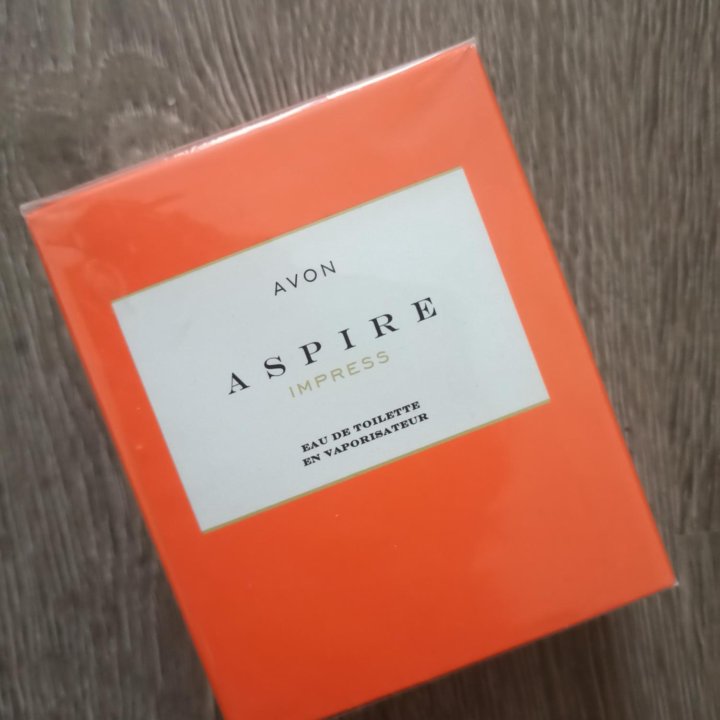 AVON
ASPIRE
IMPRESS
EAU DE TOILETTE
EN VAPORISATEUR